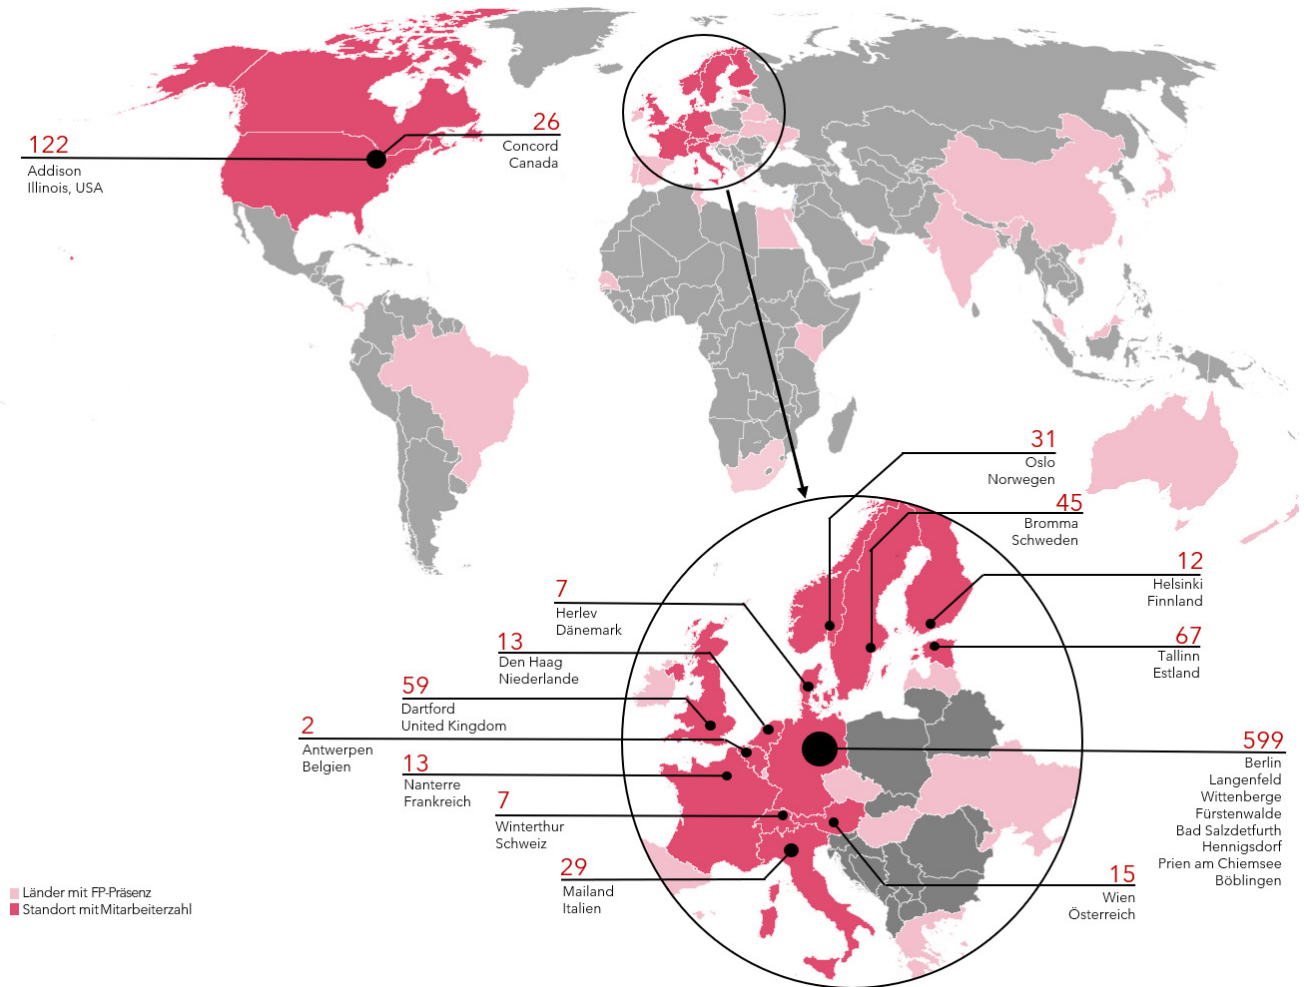 122
Addison
Illinois, USA
26
Concord
Canada
31
Oslo
Norwegen
45
Bromma
Schweden
12
Helsinki
Finnland
7
Herlev
Dänemark
67
Tallinn
Estland
13
Den Haag
Niederlande
59
Dartford
United Kingdom
2
Antwerpen
Belgien
599
Berlin
Langenfeld
Wittenberge
Fürstenwalde
Bad Salzdetfurth
Hennigsdorf
Prien am Chiemsee
Böblingen
13
Nanterre
Frankreich
7
Winterthur
Schweiz
29
Mailand
Italien
15
Wien
Österreich
Länder mit FP-Präsenz
Standort mit Mitarbeiterzahl